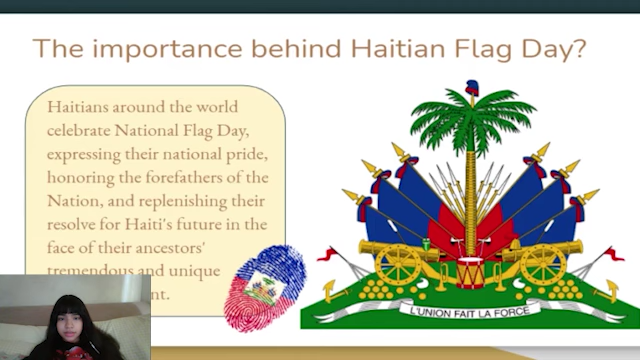 The importance behind Haitian Flag Day?
Haitians around the world
celebrate National Flag Day,
expressing their national pride,
honoring the forefathers of the
Nation, and replenishing their
resolve for Haiti's future in the
face of their ancestors'
tremendous and unique
nt.
L'UNION FAIT LA FORCE